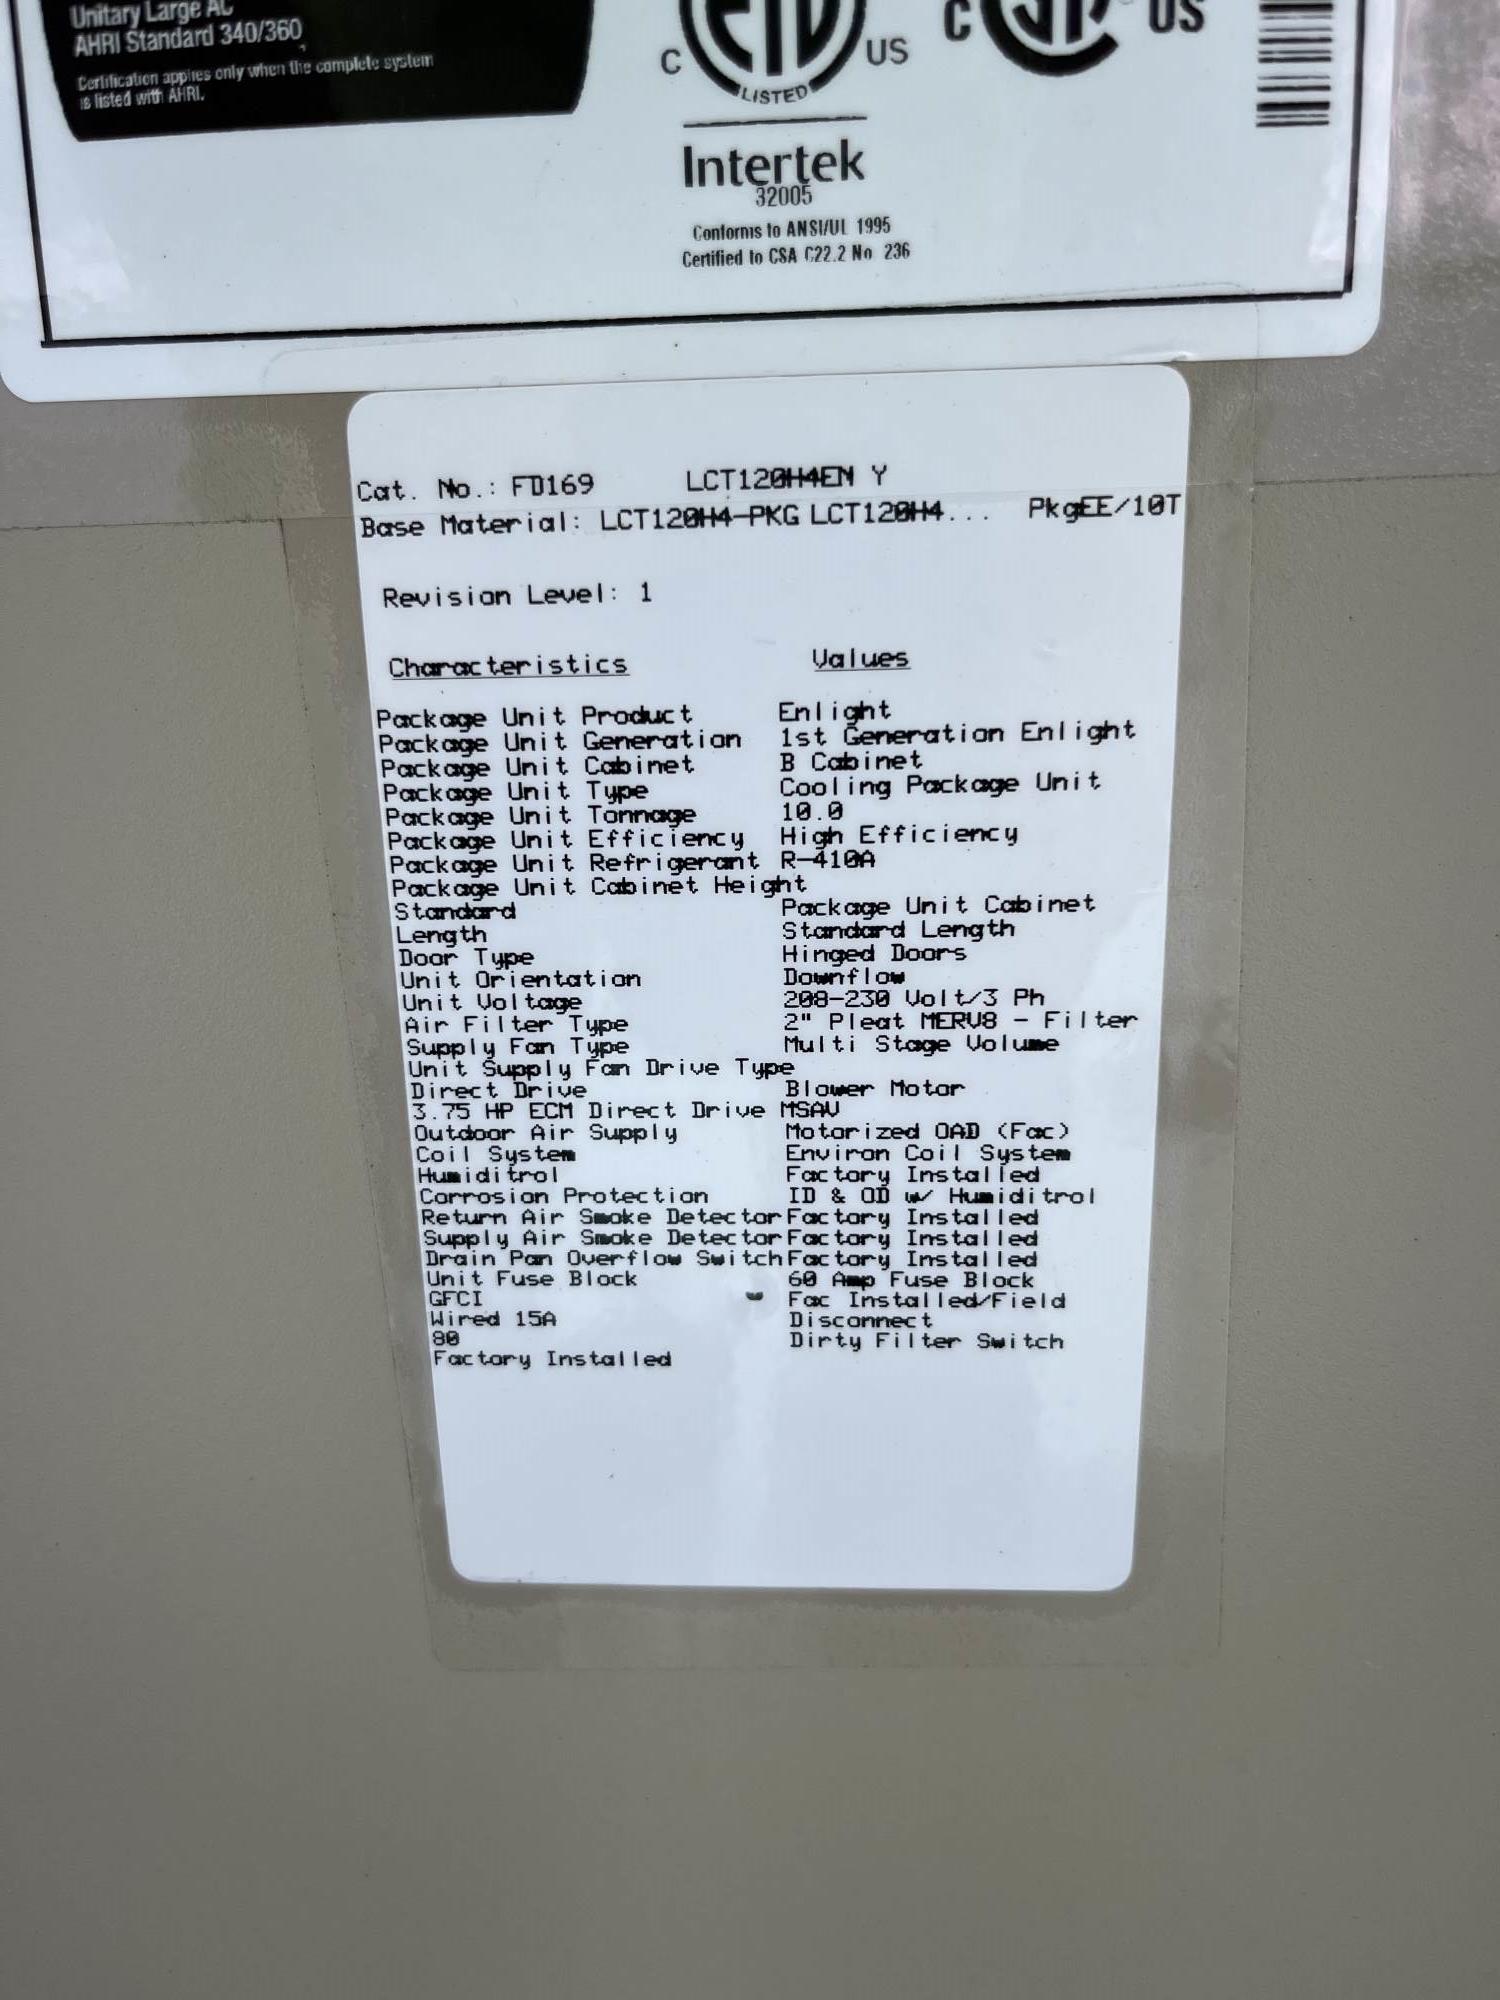 Unitary Large AC
AHRI Standard 340/360
Certification applies only when the complete system
is listed with AHRI.
C US
LISTED
C US
Intertek
32005
Conforms to ANSI/UL 1995
Certified to CSA C22.2 No 236
Cat. No.: FD169 LCT120H4EN Y
Base Material: LCT120H4-PKG LCT120H4... PkgEE/10T
Revision Level: 1
Characteristics Values
Package Unit Product Enlight
Package Unit Generation 1st Generation Enlight
Package Unit Cabinet B Cabinet
Package Unit Type Cooling Package Unit
Package Unit Tonnage 10.0
Package Unit Efficiency High Efficiency
Package Unit Refrigerant R-410A
Package Unit Cabinet Height
Standard Package Unit Cabinet
Length Standard Length
Door Type Hinged Doors
Unit Orientation Downflow
Unit Voltage 208-230 Volt/3 Ph
Air Filter Type 2" Pleat MERV8 - Filter
Supply Fan Type Multi Stage Volume
Unit Supply Fan Drive Type
Direct Drive Blower Motor
3.75 HP ECM Direct Drive MSAV
Outdoor Air Supply Motorized OAD (Fac)
Coil System Environ Coil System
Humiditrol Factory Installed
Corrosion Protection ID & OD w/ Humiditrol
Return Air Smoke Detector Factory Installed
Supply Air Smoke Detector Factory Installed
Drain Pan Overflow Switch Factory Installed
Unit Fuse Block 60 Amp Fuse Block
GFCI Fac Installed/Field
Wired 15A Disconnect
80 Dirty Filter Switch
Factory Installed